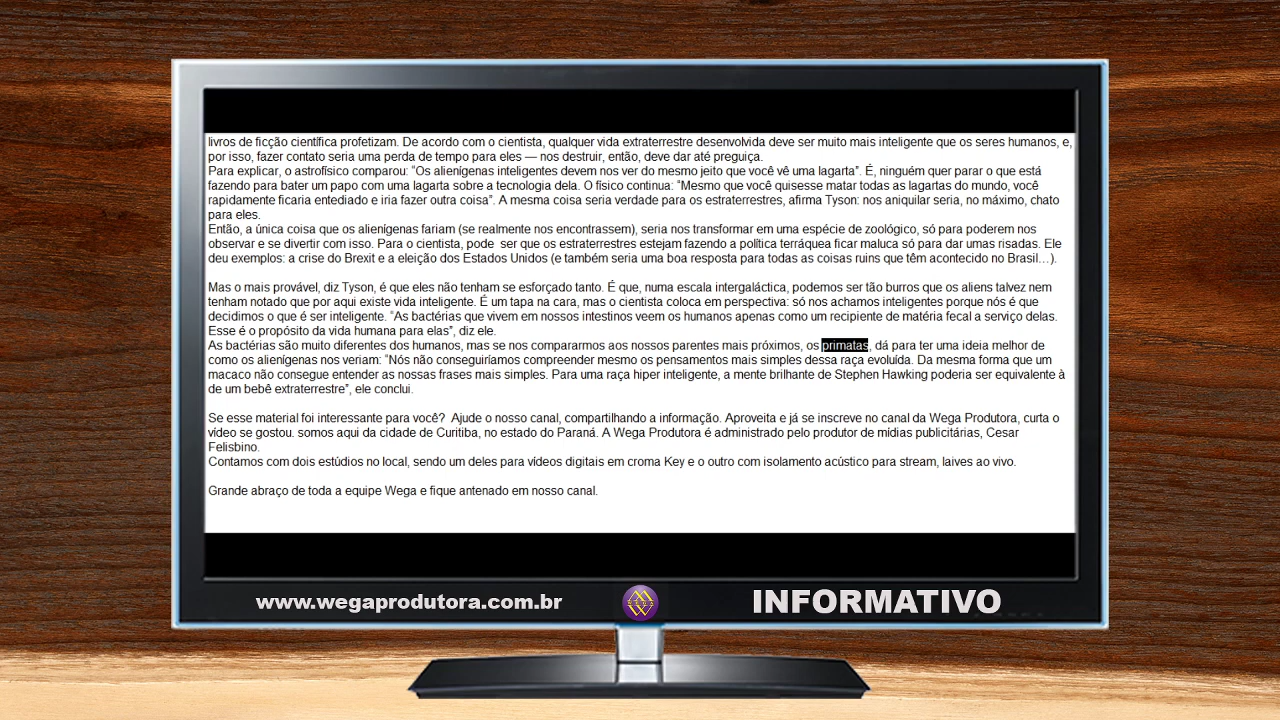 livros de ficção científica profetizam. De acordo com o cientista, qualquer vida extraterrestre desenvolvida deve ser muito mais inteligente que os seres humanos, e,
por isso, fazer contato seria uma perda de tempo para eles — nos destruir, então, deve dar até preguiça.
Para explicar, o astrofísico comparou: “Os alienígenas inteligentes devem nos ver do mesmo jeito que você vê uma lagarta”. É, ninguém quer parar o que está
fazendo para bater um papo com uma lagarta sobre a tecnologia dela. O físico continua: “Mesmo que você quisesse matar todas as lagartas do mundo, você
rapidamente ficaria entediado e iria fazer outra coisa”. A mesma coisa seria verdade para os estraterrestres, afirma Tyson: nos aniquilar seria, no máximo, chato
para eles.
Então, a única coisa que os alienígenas fariam (se realmente nos encontrassem), seria nos transformar em uma espécie de zoológico, só para poderem nos
observar e se divertir com isso. Para o cientista, pode  ser que os estraterrestres estejam fazendo a política terráquea ficar maluca só para dar umas risadas. Ele
deu exemplos: a crise do Brexit e a eleição dos Estados Unidos (e também seria uma boa resposta para todas as coisas ruins que têm acontecido no Brasil…).
Mas o mais provável, diz Tyson, é que eles não tenham se esforçado tanto. É que, numa escala intergaláctica, podemos ser tão burros que os aliens talvez nem
tenham notado que por aqui existe vida inteligente. É um tapa na cara, mas o cientista coloca em perspectiva: só nos achamos inteligentes porque nós é que
decidimos o que é ser inteligente. “As bactérias que vivem em nossos intestinos veem os humanos apenas como um recipiente de matéria fecal a serviço delas.
Esse é o propósito da vida humana para elas”, diz ele.
As bactérias são muito diferentes dos humanos, mas se nos compararmos aos nossos parentes mais próximos, os primatas, dá para ter uma ideia melhor de
como os alienígenas nos veriam: “Nós não conseguiríamos compreender mesmo os pensamentos mais simples dessa raça evoluída. Da mesma forma que um
macaco não consegue entender as nossas frases mais simples. Para uma raça hiper inteligente, a mente brilhante de Stephen Hawking poderia ser equivalente à
de um bebê extraterrestre”, ele conclui.
Se esse material foi interessante para você?  Ajude o nosso canal, compartilhando a informação. Aproveita e já se inscreve no canal da Wega Produtora, curta o
vídeo se gostou. somos aqui da cidade de Curitiba, no estado do Paraná. A Wega Produtora é administrado pelo produtor de mídias publicitárias, Cesar
Felisbino.
Contamos com dois estúdios no local, sendo um deles para vídeos digitais em croma Key e o outro com isolamento acústico para stream, laives ao vivo.
Grande abraço de toda a equipe Wega e fique antenado em nosso canal.
www.wegaprodutora.com.br
INFORMATIVO